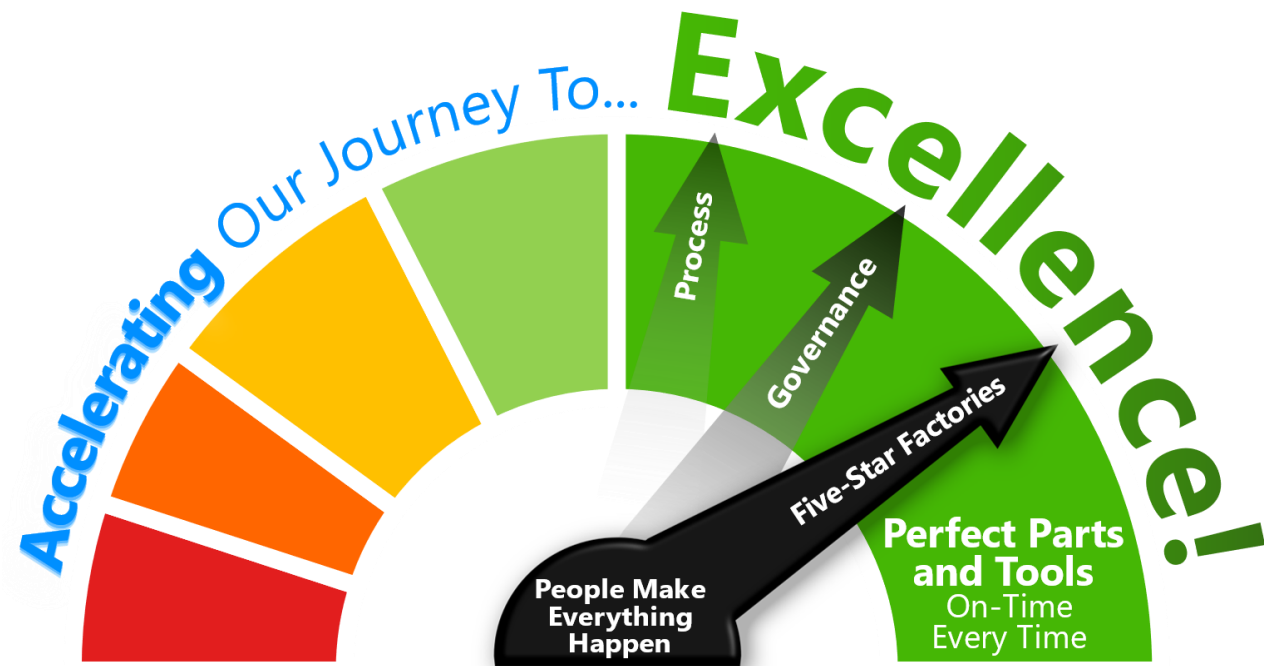 Accelerating Our Journey To...
Excellence!
Process
Governance
Five-Star Factories
Perfect Parts
and Tools
On-Time
Every Time
People Make
Everything
Happen